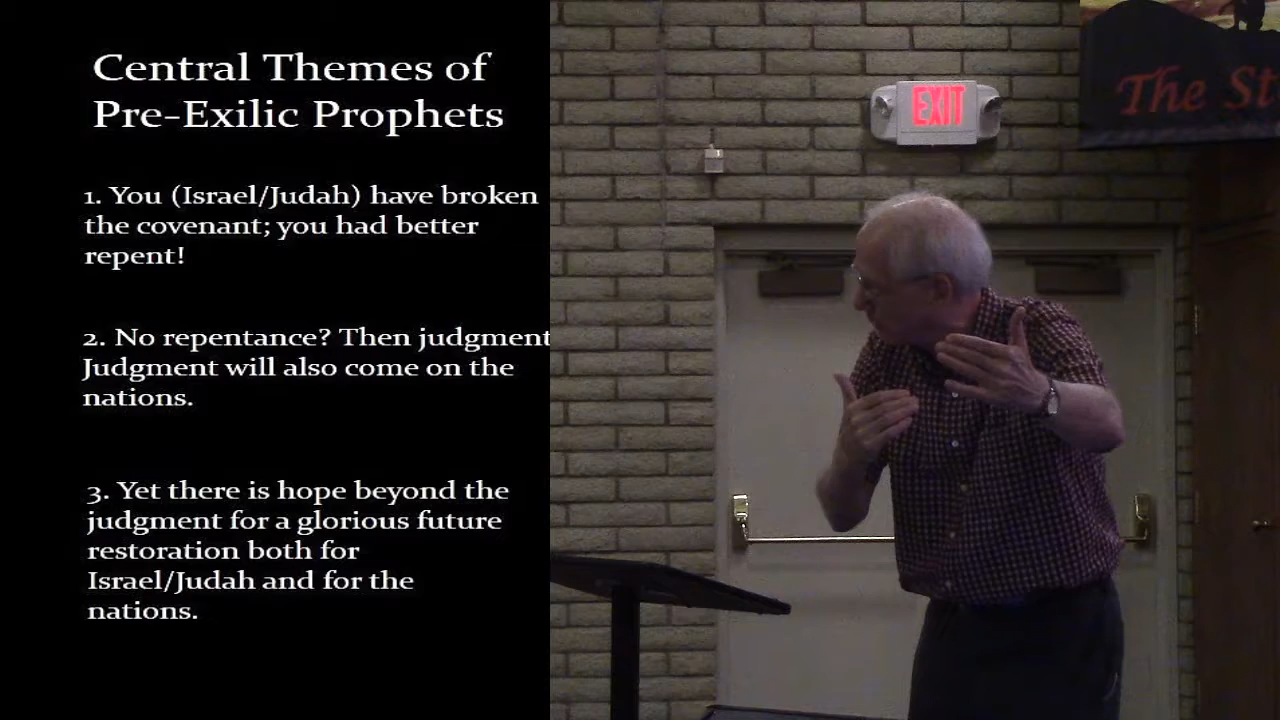 Central Themes of
Pre-Exilic Prophets
1. You (Israel/Judah) have broken
the covenant; you had better
repent!
2. No repentance? Then judgment
Judgment will also come on the
nations.
3. Yet there is hope beyond the
judgment for a glorious future
restoration both for
Israel/Judah and for the
nations.
EXIT
The St